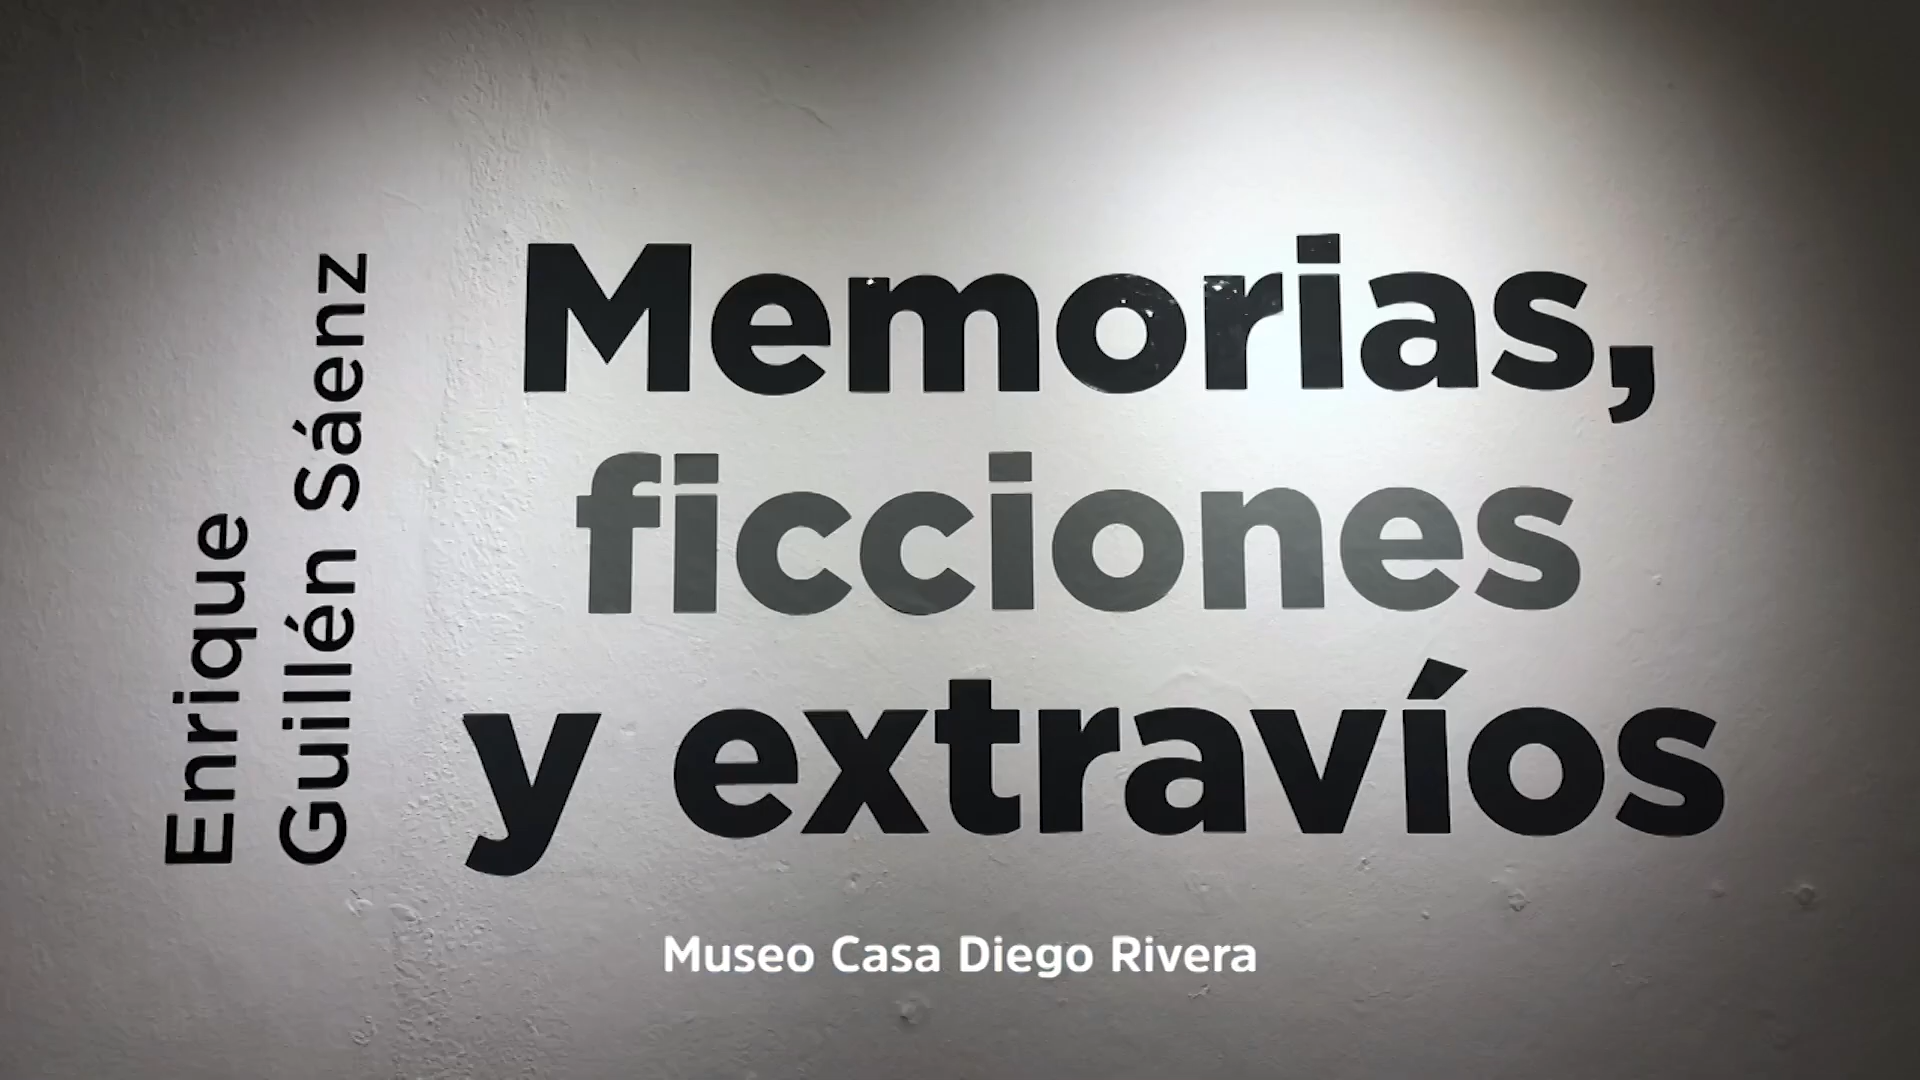 Enrique
Guillén Sáenz
Memorias,
ficciones
y extravíos
Museo Casa Diego Rivera